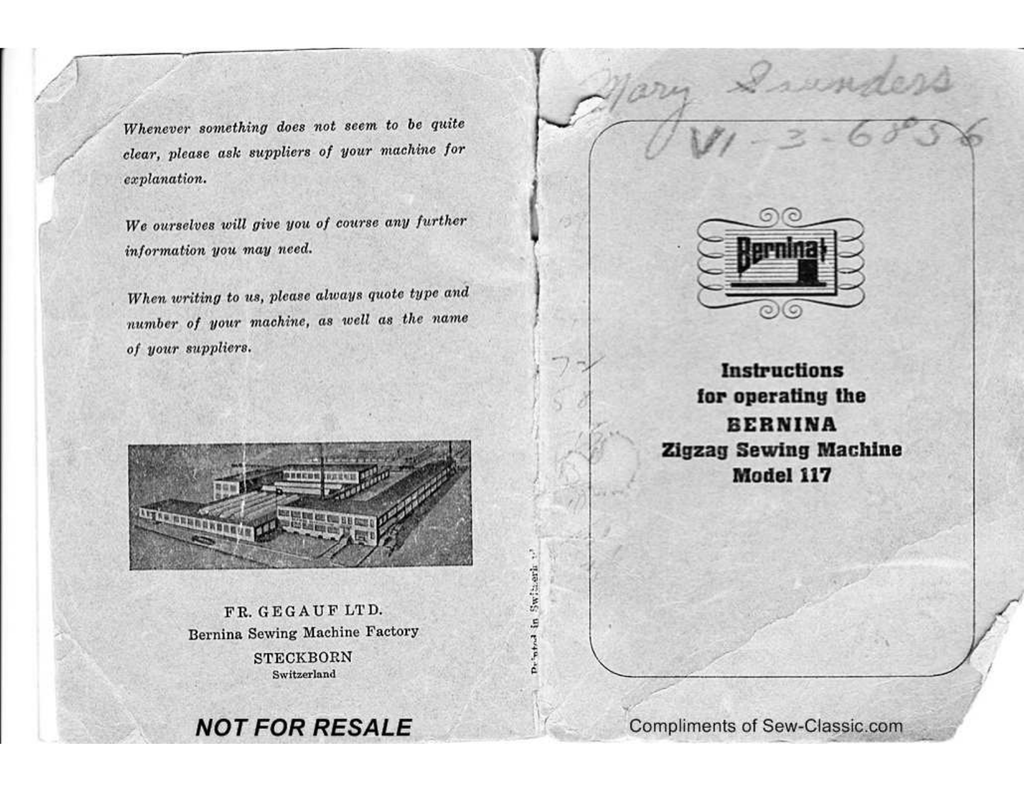 Whenever something does not seem to be quite
clear, please ask suppliers of your machine for
explanation.
We ourselves will give you of course any further
information you may need.
When writing to us, please always quote type and
number of your machine, as well as the name
of your suppliers.
FR. GEGAUF LTD.
Bernina Sewing Machine Factory
STECKBORN
Switzerland
NOT FOR RESALE
Printed in
Mary Saunders
VI-3-6856
Bernina
Instructions
for operating the
BERNINA
Zigzag Sewing Machine
Model 117
72
58
Compliments of Sew-Classic.com